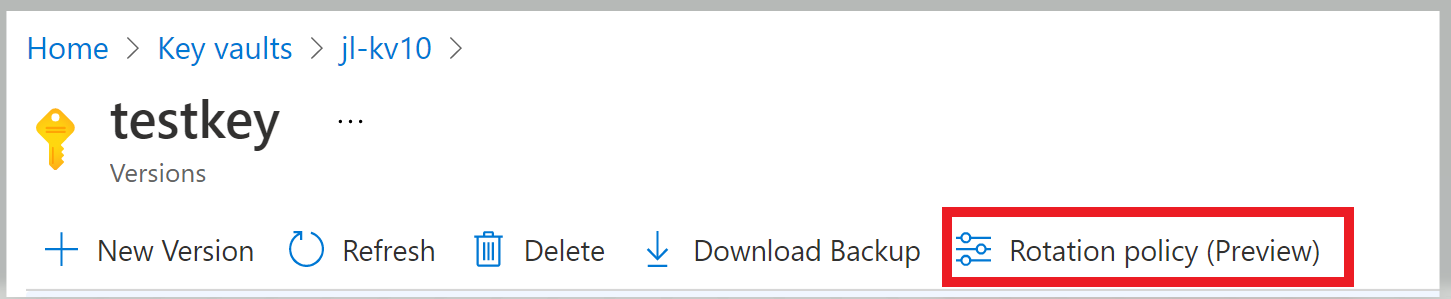 Home > Key vaults > jl-kv10 >
testkey ...
Versions
New Version Refresh Delete Download Backup Rotation policy (Preview)